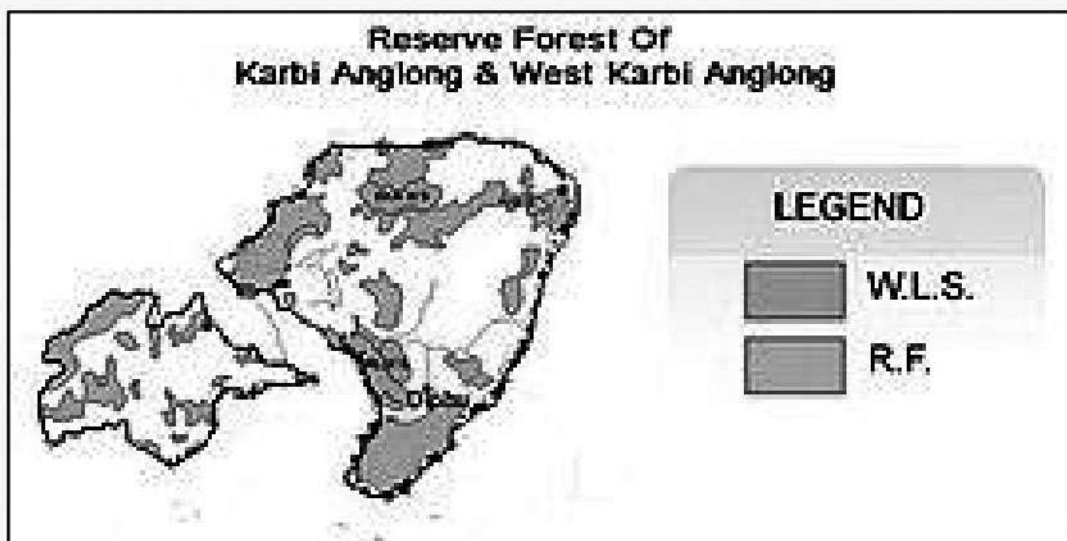 Reserve Forest Of
Karbi Anglong & West Karbi Anglong
LEGEND
W.L.S.
R.F.